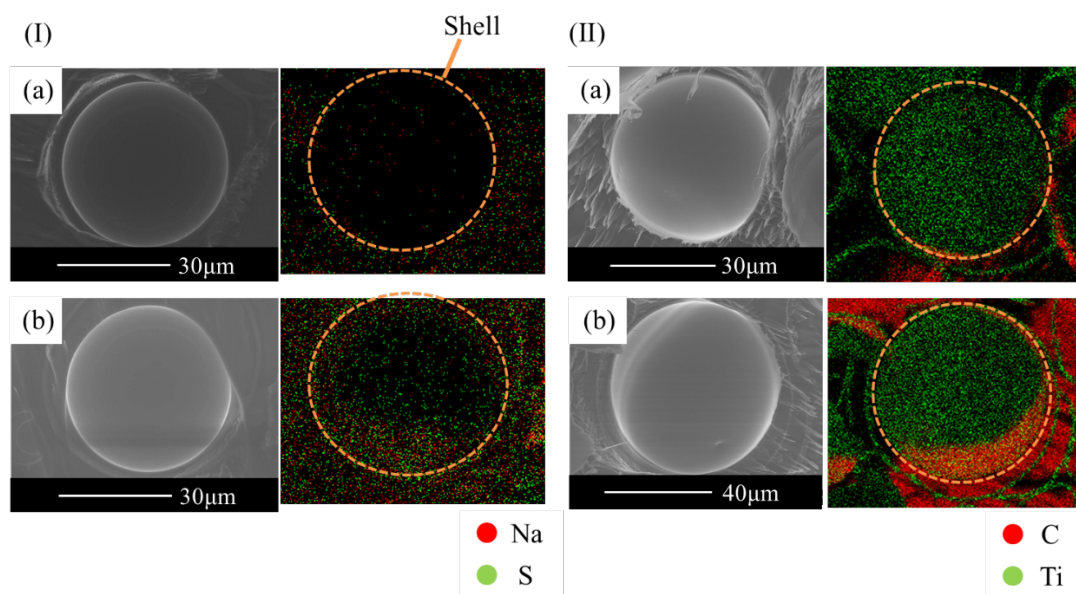 (I)
Shell
(II)
(a)
(a)
30μm
30μm
(b)
(b)
30μm
40μm
Na
C
S
Ti